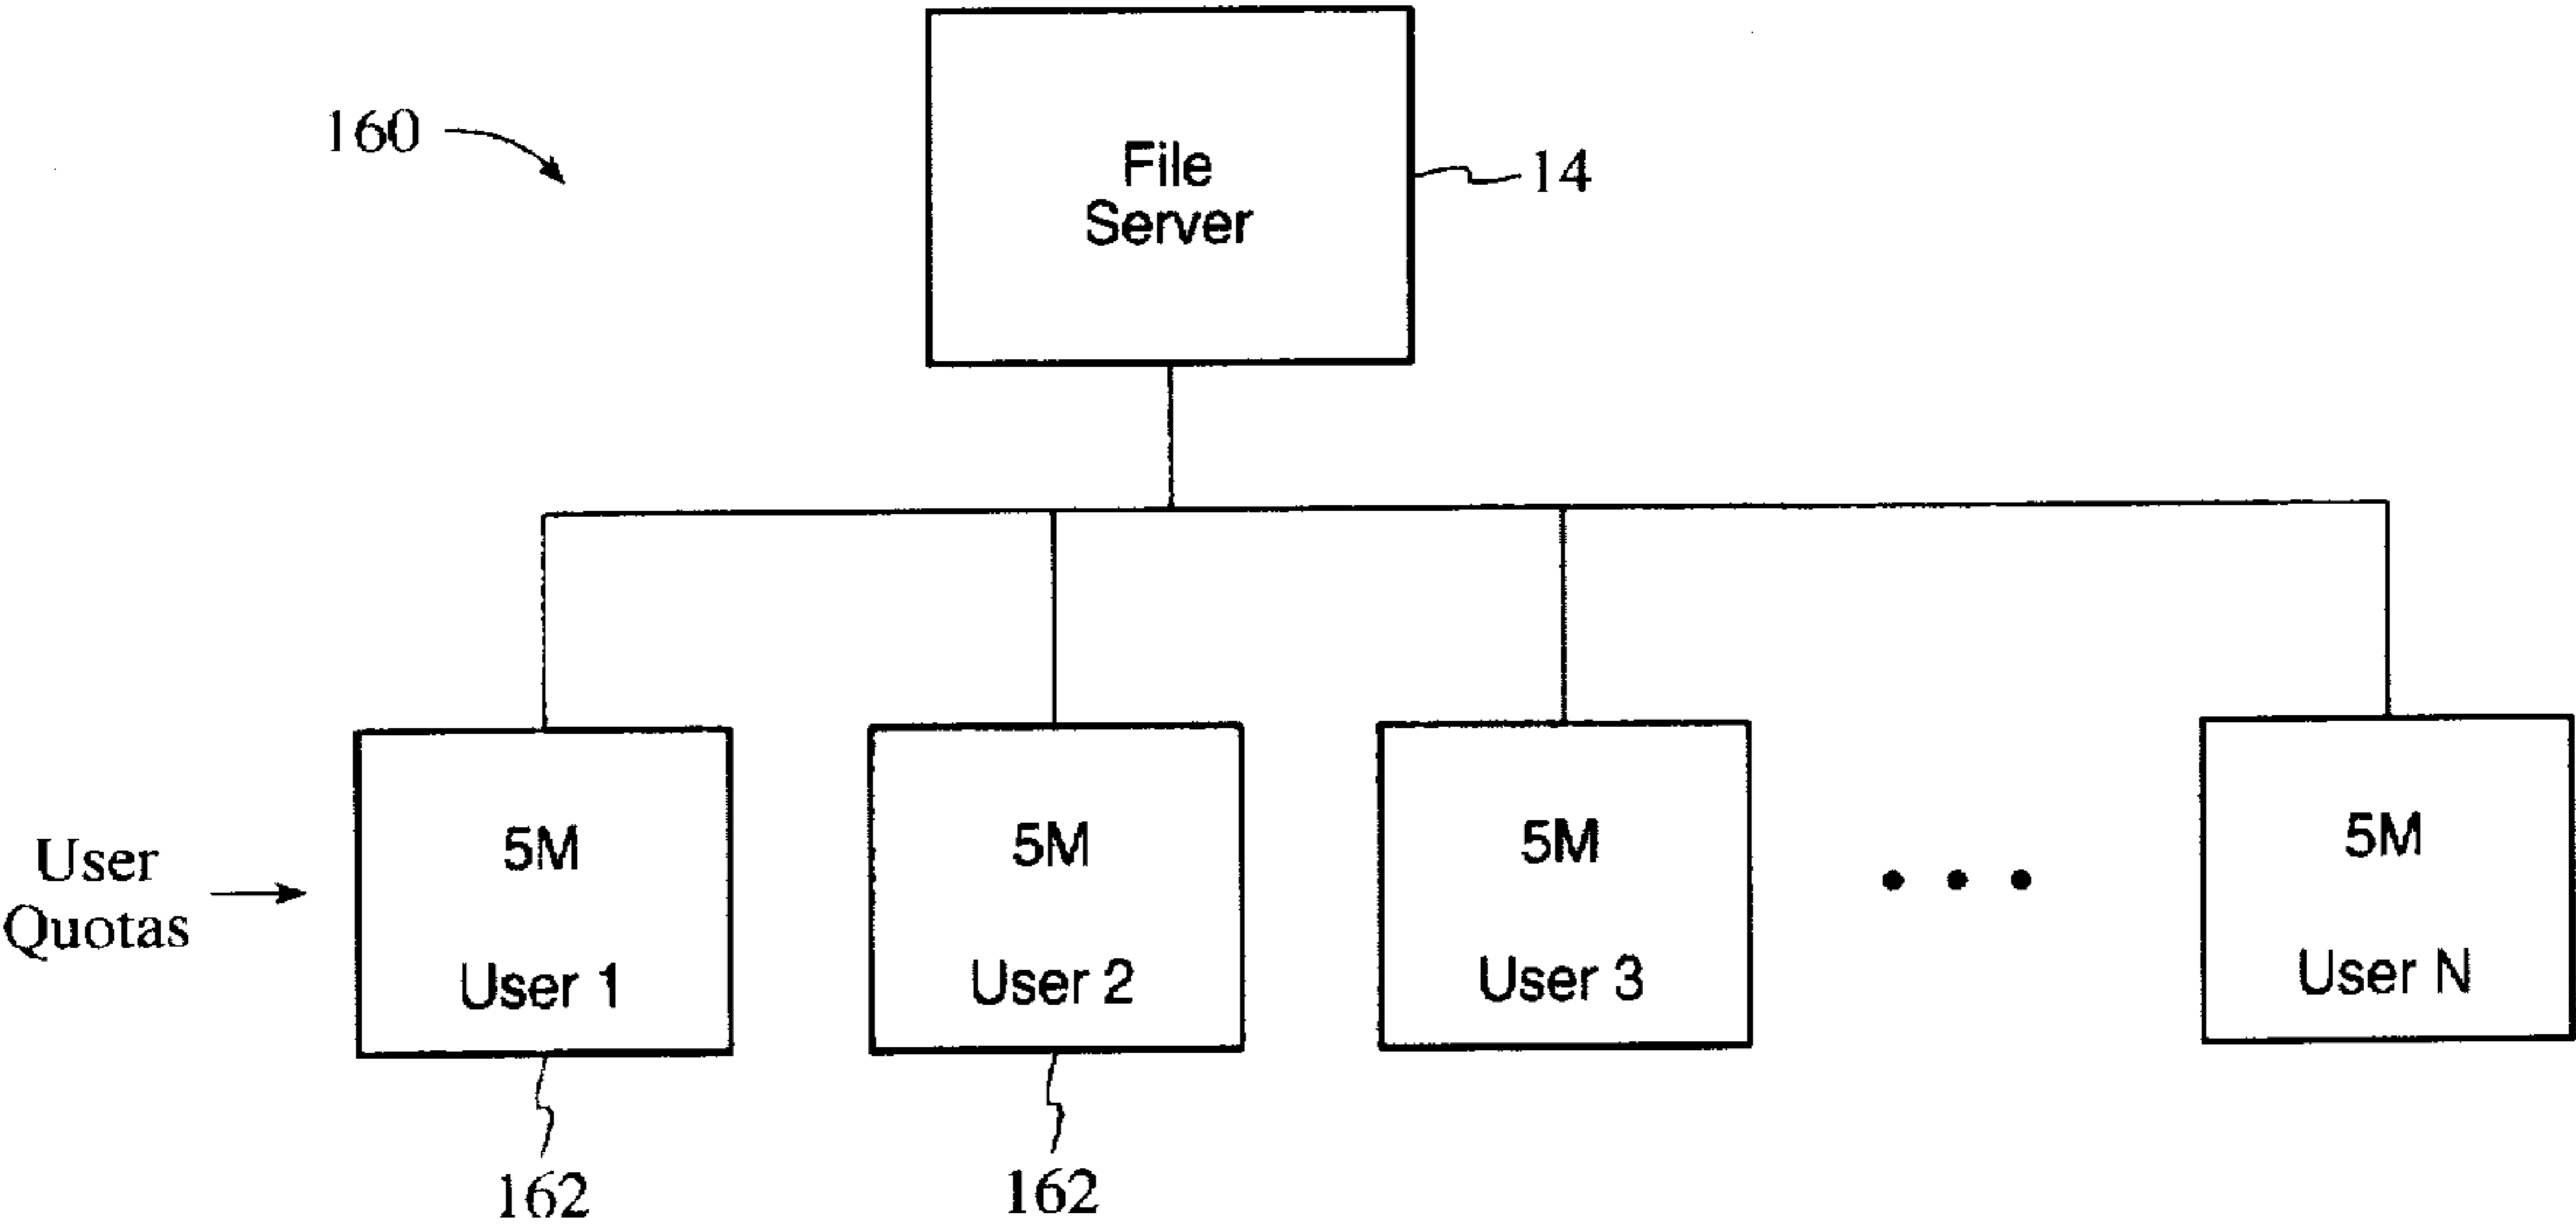 160
File
Server
14
User
Quotas
5M
User 1
5M
User 2
5M
User 3
5M
User N
162
162